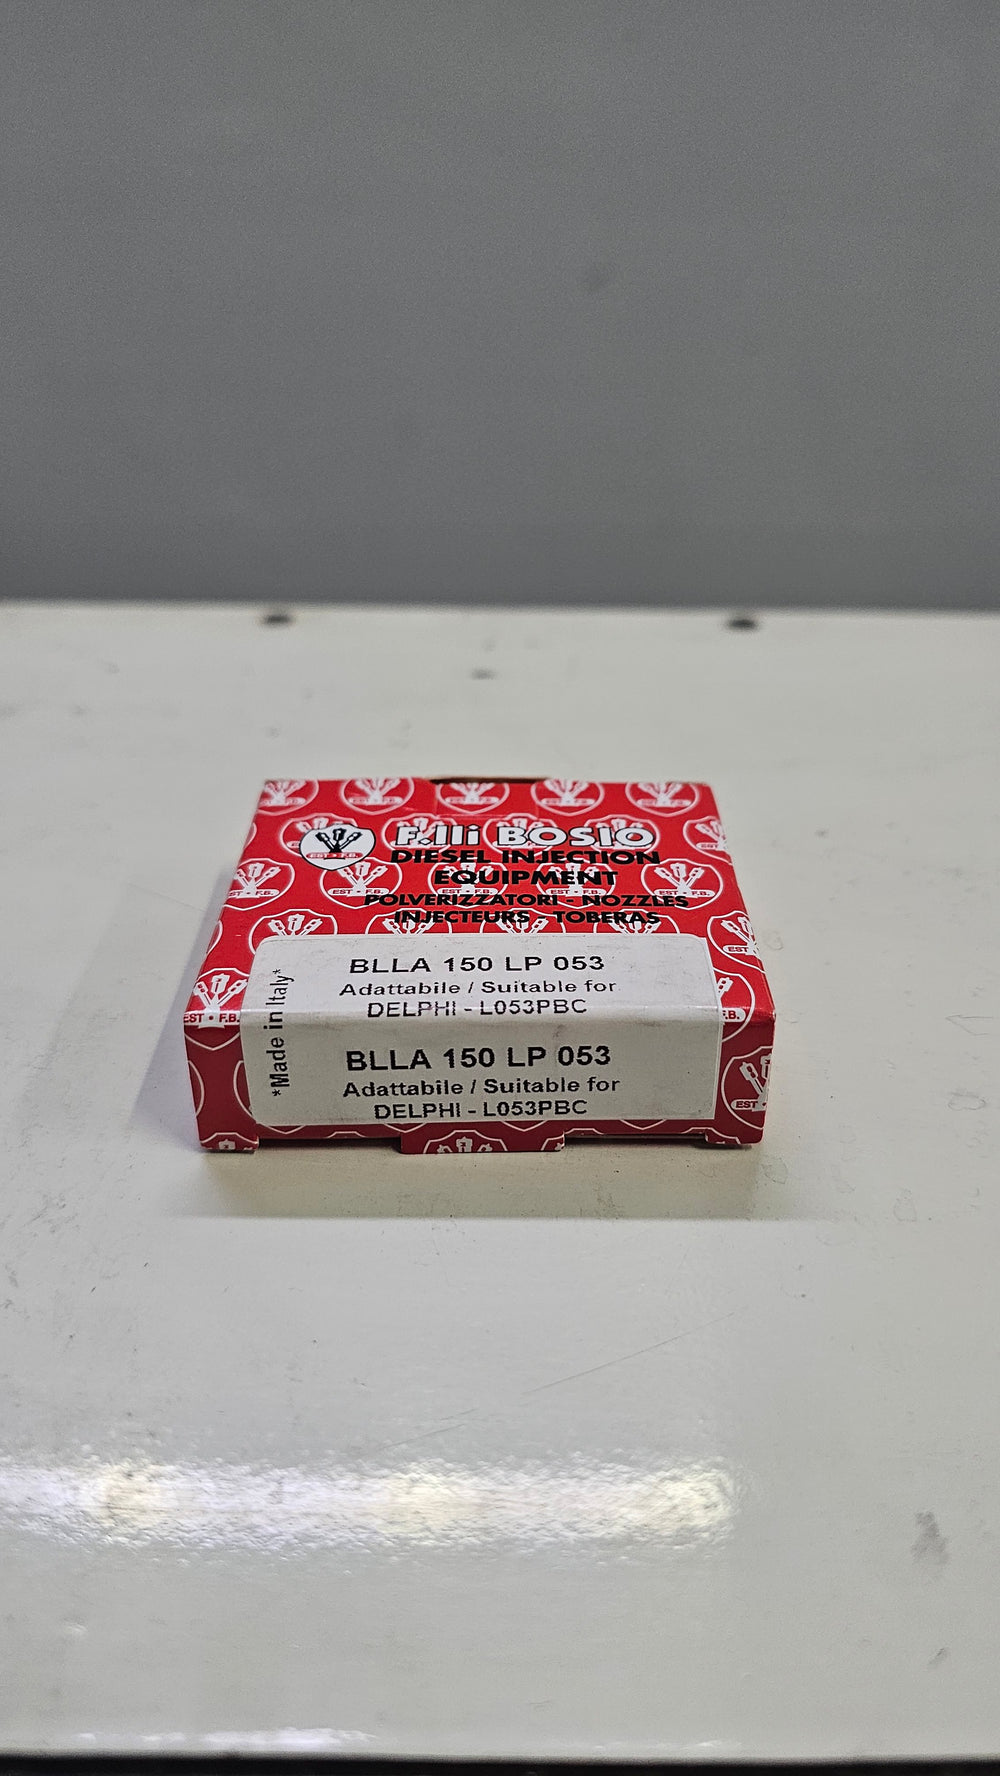 F.lli BOSIO
DIESEL INJECTION
EQUIPMENT
POLVERIZZATORI - NOZZLES
INJECTEURS - TOBERAS
EST • F.B.
*Made in Italy*
BLLA 150 LP 053
Adattabile / Suitable for
DELPHI - L053PBC
BLLA 150 LP 053
Adattabile / Suitable for
DELPHI - L053PBC